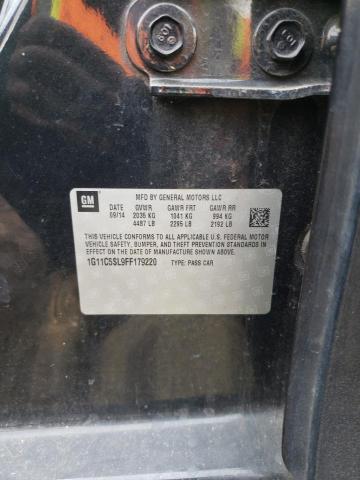 GM
MFD BY GENERAL MOTORS LLC
DATE GVWR GAWR FRT GAWR RR
09/14 2035 KG 1041 KG 994 KG
4487 LB 2295 LB 2192 LB
THIS VEHICLE CONFORMS TO ALL APPLICABLE U.S. FEDERAL MOTOR
VEHICLE SAFETY, BUMPER, AND THEFT PREVENTION STANDARDS
IN EFFECT ON THE DATE OF MANUFACTURE SHOWN ABOVE.
1G11C5SL9FF179220 TYPE: PASS CAR